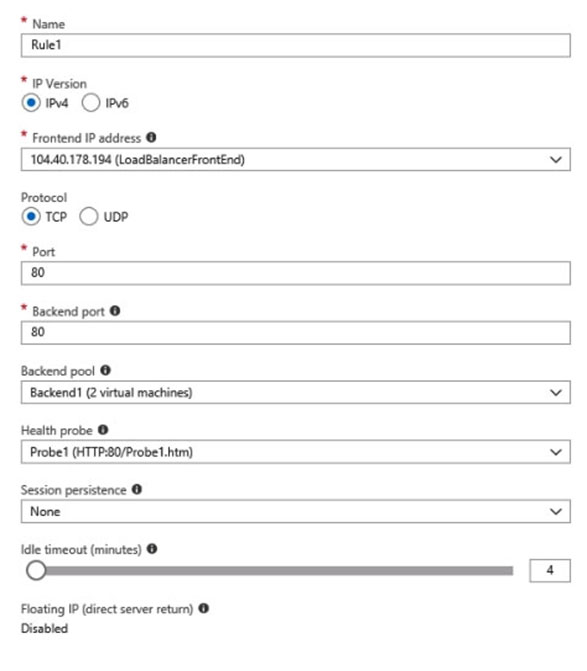 * Name
Rule1
* IP Version
IPv4 IPv6
* Frontend IP address
104.40.178.194 (LoadBalancerFrontEnd)
Protocol
TCP UDP
* Port
80
* Backend port
80
Backend pool
Backend1 (2 virtual machines)
Health probe
Probe1 (HTTP:80/Probe1.htm)
Session persistence
None
Idle timeout (minutes)
4
Floating IP (direct server return)
Disabled